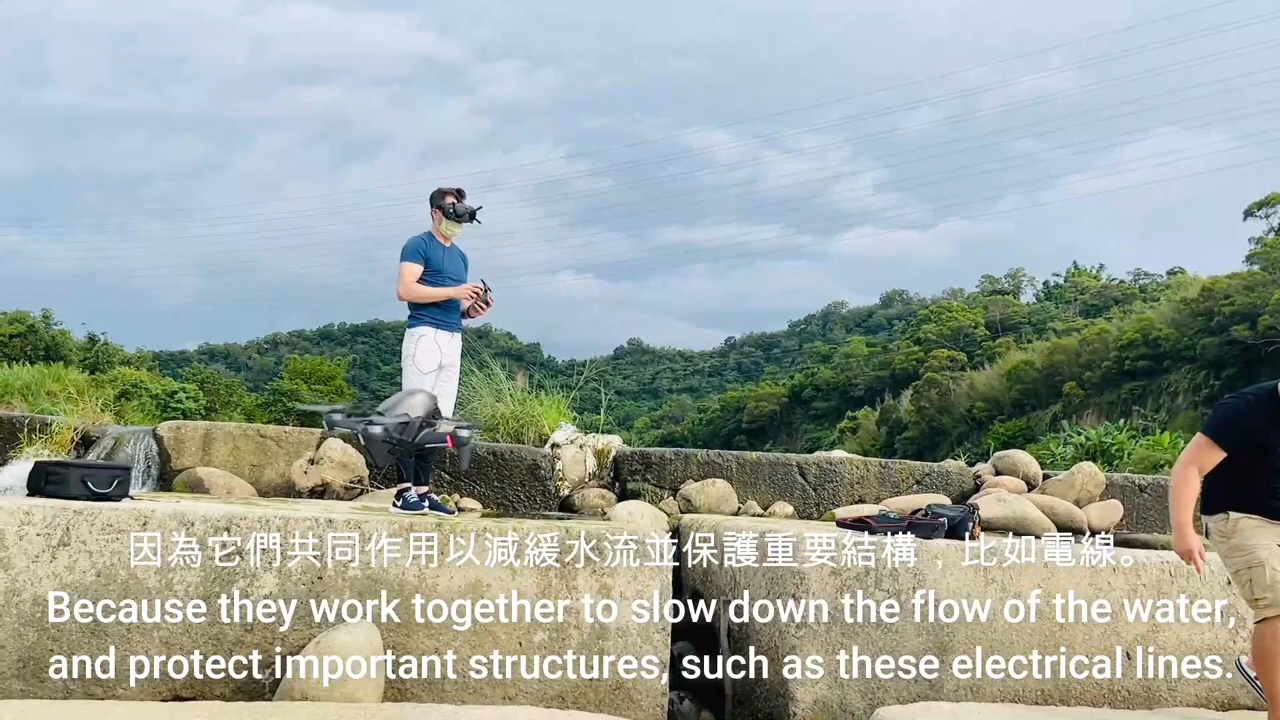 因為它們共同作用以減緩水流並保護重要結構，比如電線。
Because they work together to slow down the flow of the water,
and protect important structures, such as these electrical lines.